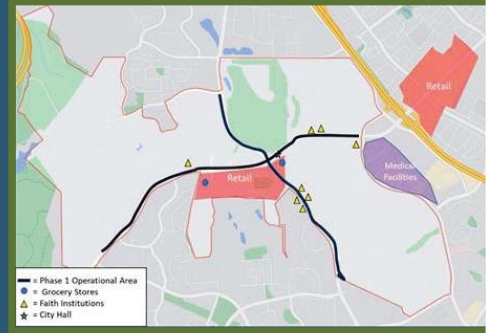 Retail
Medical
Facilities
Retail
= Phase 1 Operational Area
= Grocery Stores
= Faith Institutions
= City Hall